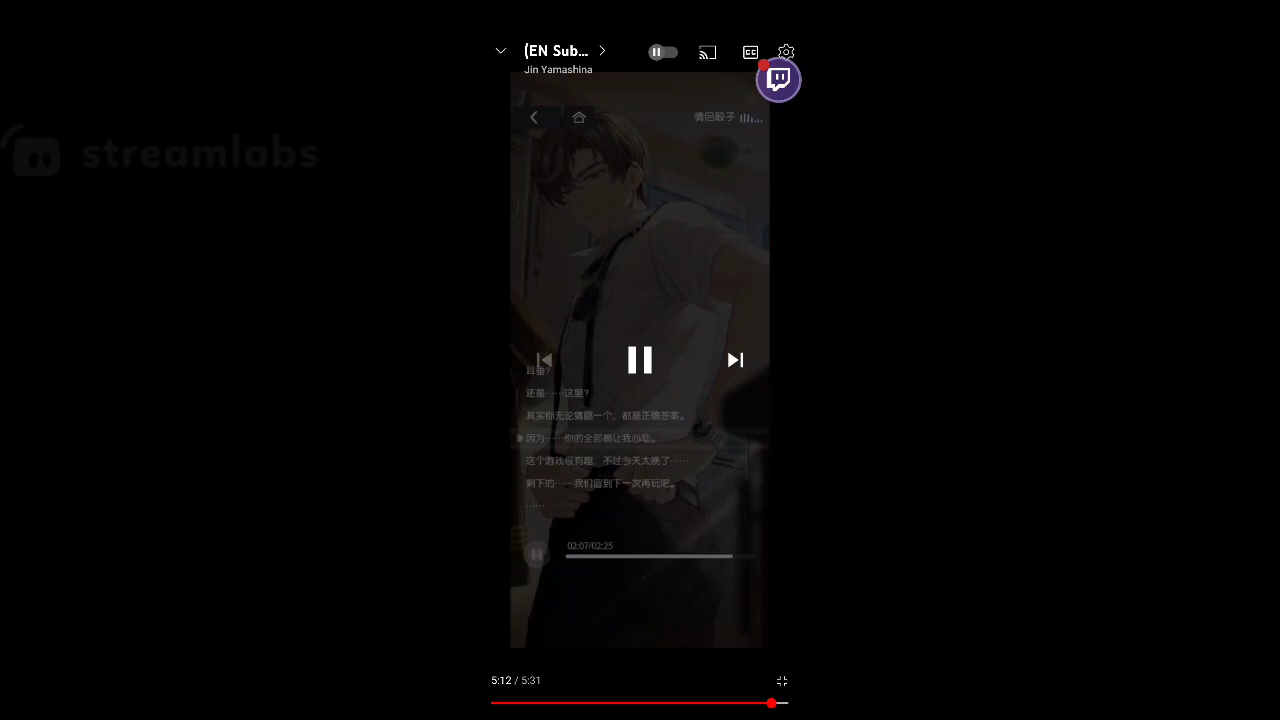 (EN Sub...
Jin Yamashina
情侣骰子
streamlabs
耳垂?
还是……这里?
其实你无论猜哪一个,都是正确答案。
因为……你的全部都让我心动。
这个游戏很有趣,不过今天太晚了……
剩下的……我们留到下一次再玩吧。
……
02:07/02:25
5:12 / 5:31